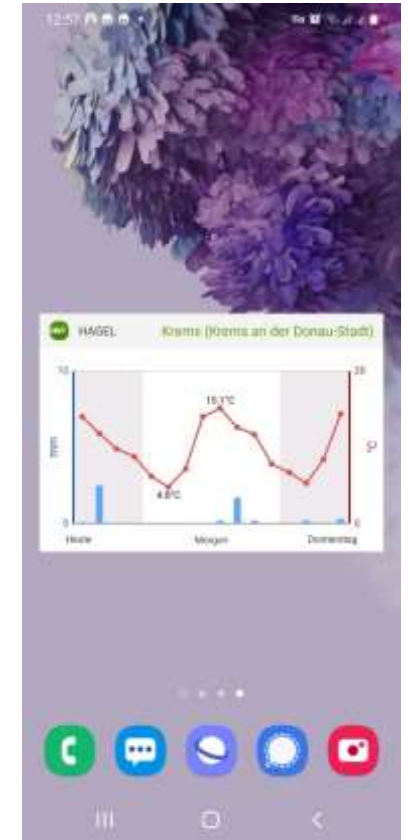 12:57
HAGEL Krems (Krems an der Donau-Stadt)
10
20
15.1°C
mm
°C
4.8°C
0
0
Heute Morgen Donnerstag